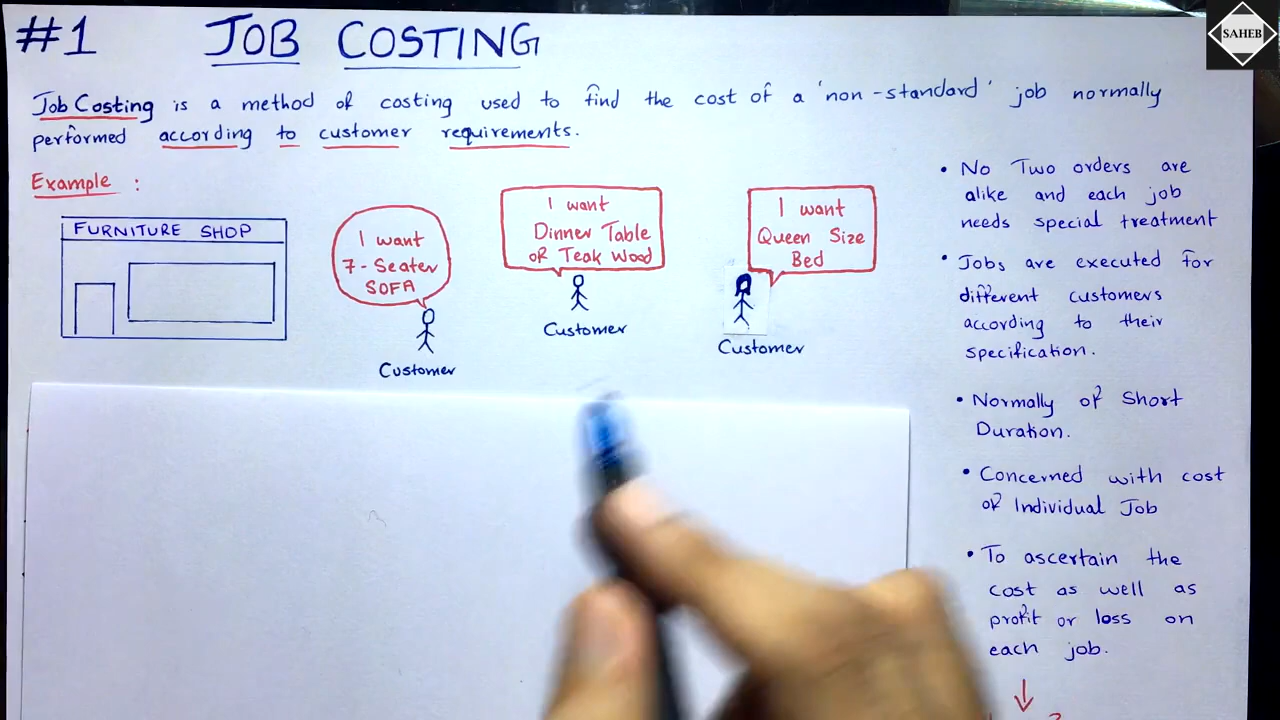 #1 JOB COSTING
SAHEB
Job Costing is a method of costing used to find the cost of a 'non-standard' job normally
performed according to customer requirements.
Example :
FURNITURE SHOP
I want
7-Seater
SOFA
Customer
I want
Dinner Table
of Teak Wood
Customer
I want
Queen Size
Bed
Customer
• No Two orders are
alike and each job
needs special treatment
• Jobs are executed for
different customers
according to their
specification.
• Normally of Short
Duration.
• Concerned with cost
of Individual Job
• To ascertain the
cost as well as
profit or loss on
each job.